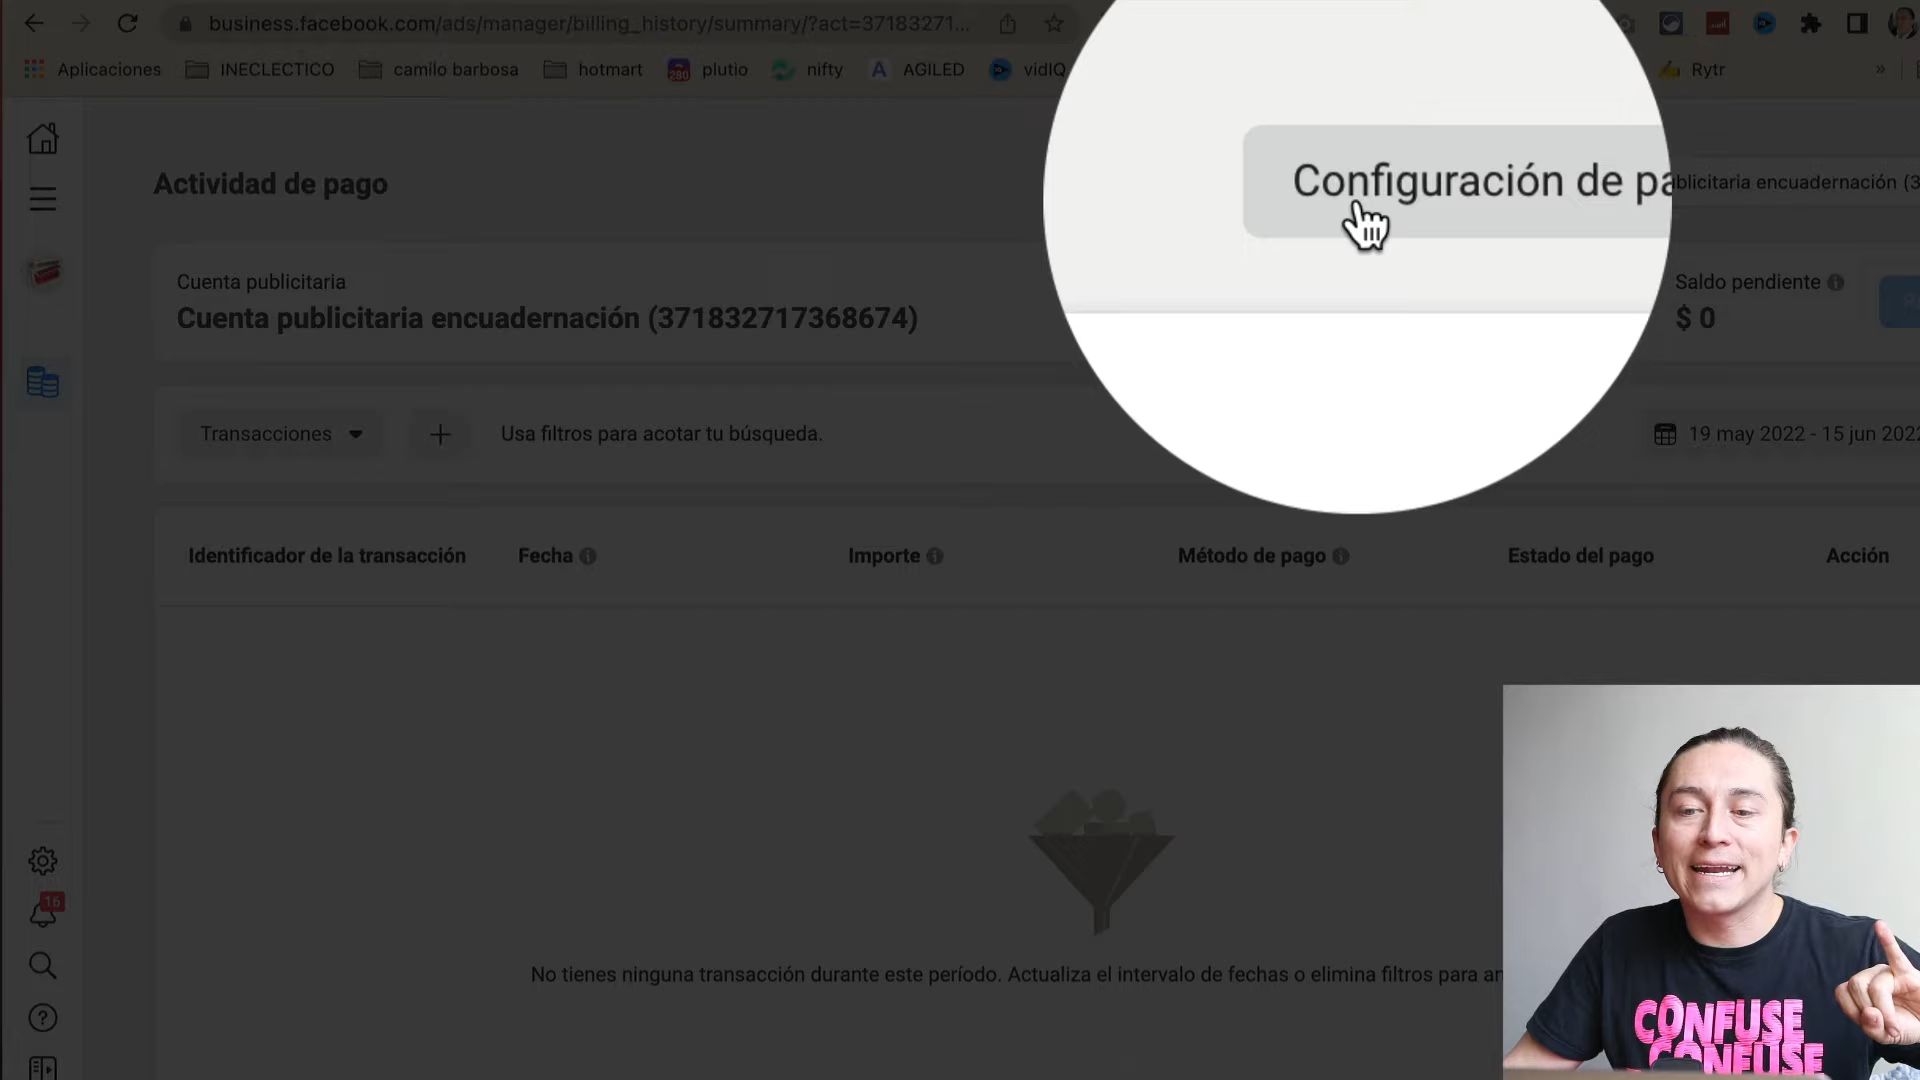 business.facebook.com/ads/manager/billing_history/summary/?act=37183271...
Aplicaciones INECLECTICO camilo barbosa hotmart 280 plutio nifty A AGILED vidIQ Rytr »
Actividad de pago
Configuración de pa
blicitaria encuadernación (3
Cuenta publicitaria
Cuenta publicitaria encuadernación (371832717368674)
Saldo pendiente
$ 0
Transacciones
Usa filtros para acotar tu búsqueda.
19 may 2022 - 15 jun 2022
Identificador de la transacción Fecha Importe Método de pago Estado del pago Acción
No tienes ninguna transacción durante este período. Actualiza el intervalo de fechas o elimina filtros para am
16
CONFUSE
CONFUSE